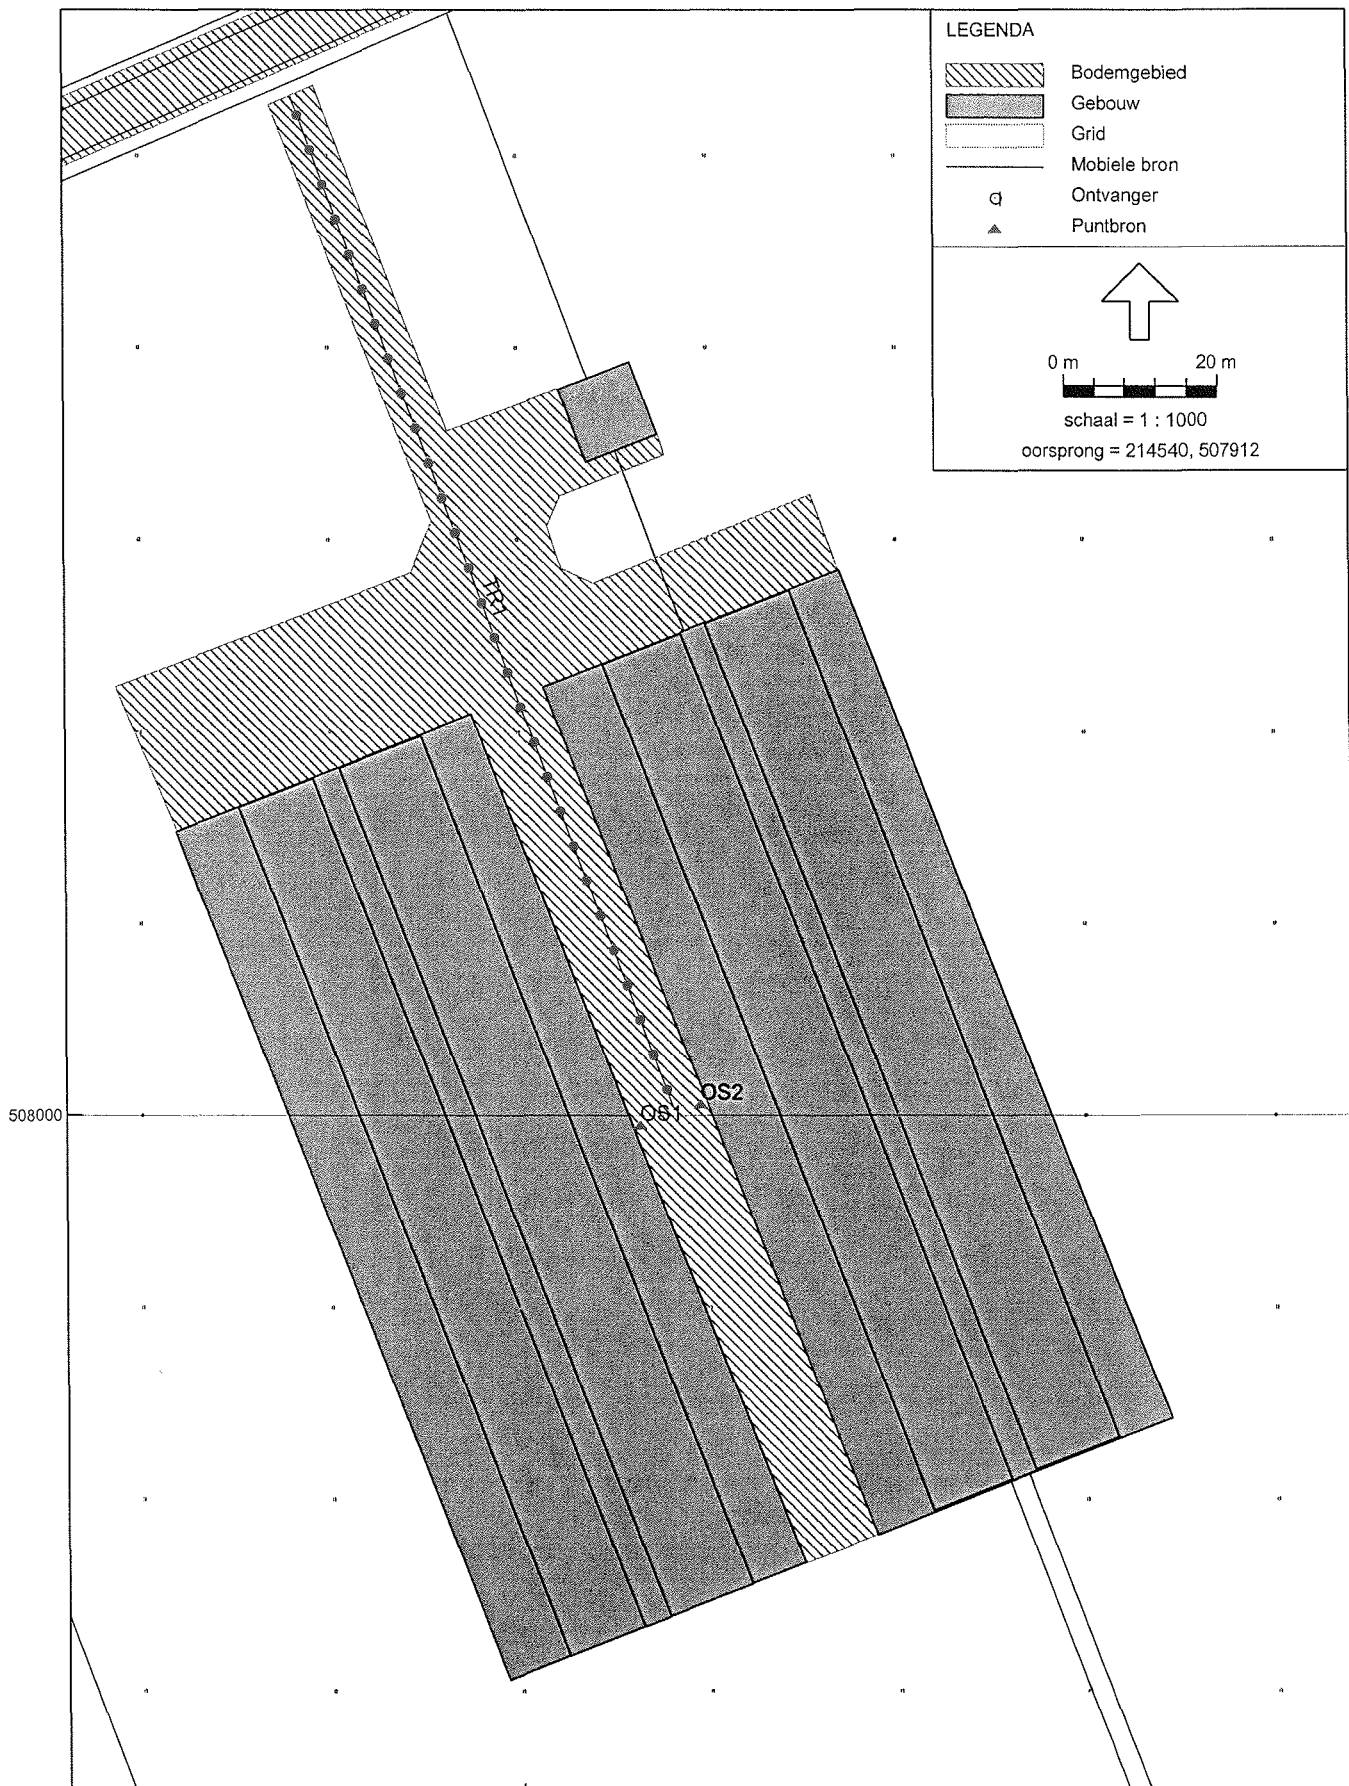 LEGENDA
Bodemgebied
Gebouw
Grid
Mobiele bron
Ontvanger
Puntbron
0 m 20 m
schaal = 1 : 1000
oorsprong = 214540, 507912
TR1
OS2
508000
OS1